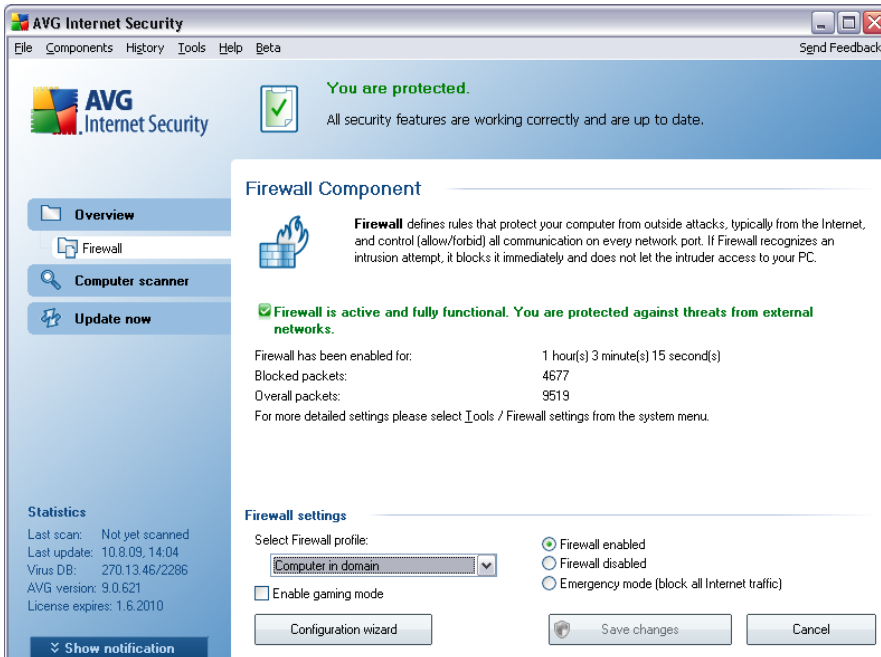 AVG Internet Security
File Components History Tools Help Beta
Send Feedback
AVG
Internet Security
You are protected.
All security features are working correctly and are up to date.
Overview
Firewall
Computer scanner
Update now
Firewall Component
Firewall defines rules that protect your computer from outside attacks, typically from the Internet,
and control (allow/forbid) all communication on every network port. If Firewall recognizes an
intrusion attempt, it blocks it immediately and does not let the intruder access to your PC.
Firewall is active and fully functional. You are protected against threats from external
networks.
Firewall has been enabled for: 1 hour(s) 3 minute(s) 15 second(s)
Blocked packets: 4677
Overall packets: 9519
For more detailed settings please select Tools / Firewall settings from the system menu.
Statistics
Last scan: Not yet scanned
Last update: 10.8.09, 14:04
Virus DB: 270.13.46/2286
AVG version: 9.0.621
License expires: 1.6.2010
Show notification
Firewall settings
Select Firewall profile:
Computer in domain
Enable gaming mode
Firewall enabled
Firewall disabled
Emergency mode (block all Internet traffic)
Configuration wizard
Save changes
Cancel